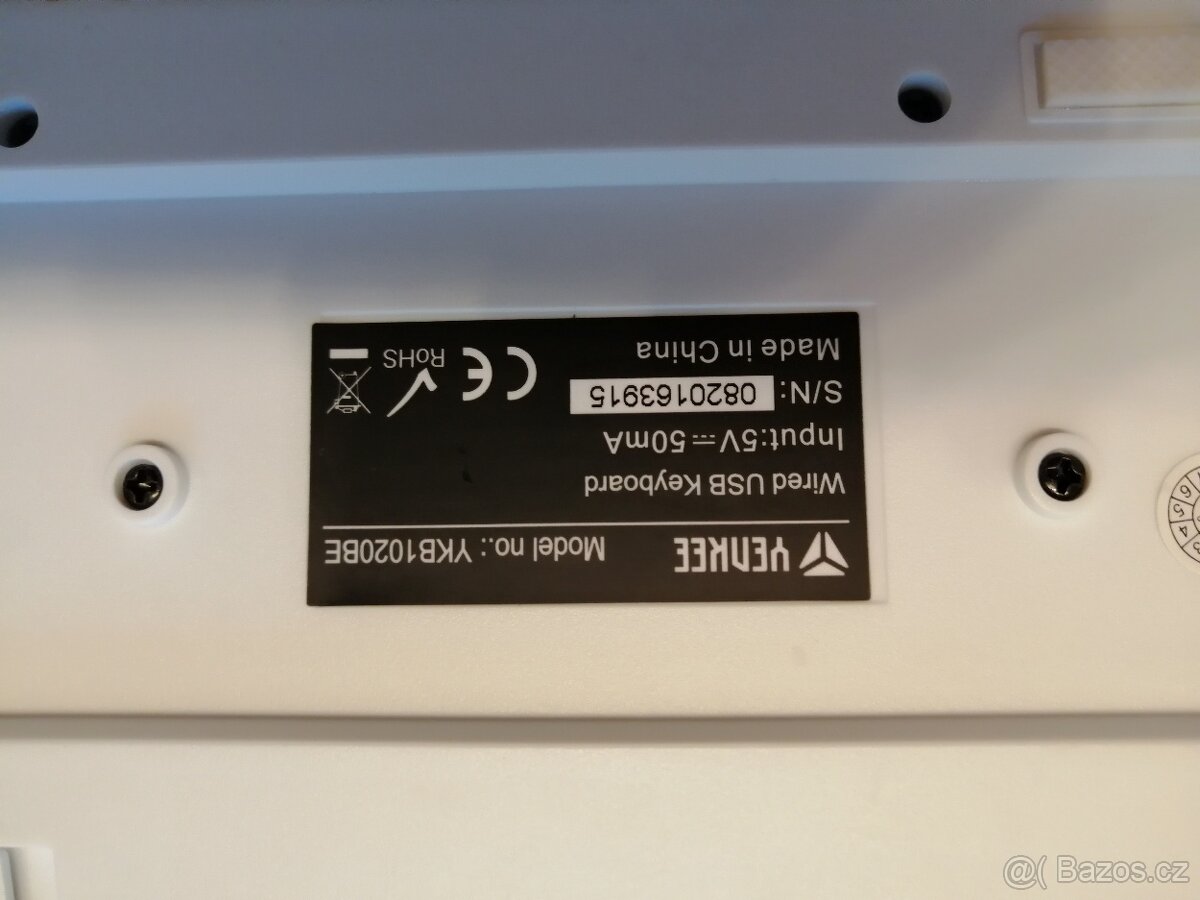 YENKEE Model no.: YKB1020BE
Wired USB Keyboard
Input:5V⎓50mA
S/N: 0820163915
Made in China
CE RoHS
@( Bazos.cz